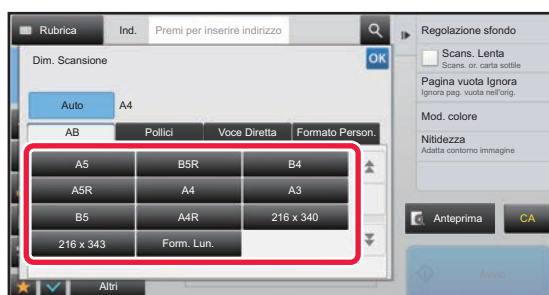 Rubrica Ind. Premi per inserire indirizzo
Dim. Scansione OK
Auto A4
AB Pollici Voce Diretta Formato Person.
A5 B5R B4
A5R A4 A3
B5 A4R 216 x 340
216 x 343 Form. Lun.
Altri
Regolazione sfondo
Scans. Lenta
Scans. or. carta sottile
Pagina vuota Ignora
Ignora pag. vuota nell'orig.
Mod. colore
Nitidezza
Adatta contorno immagine
Anteprima CA
Avvio